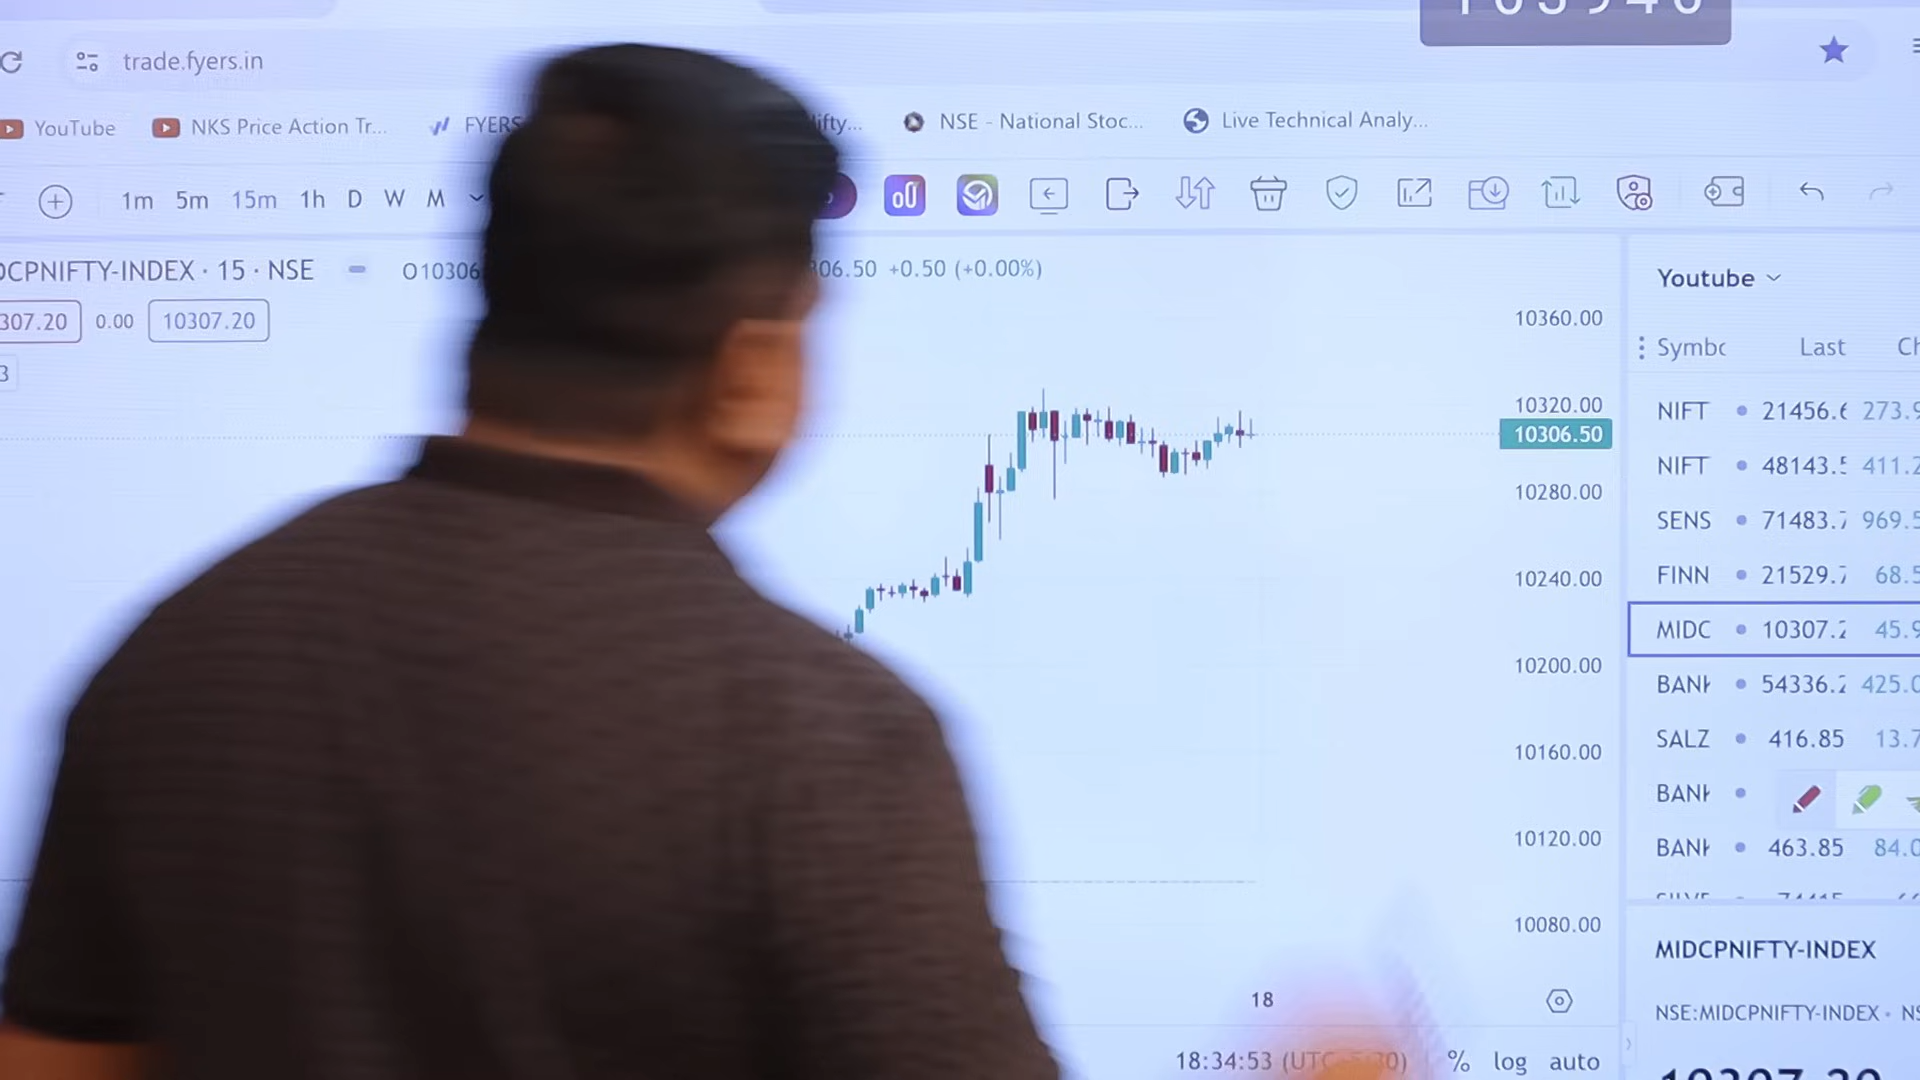 trade.fyers.in
YouTube NKS Price Action Tr... FYERS ifty... NSE - National Stoc... Live Technical Analy...
1m 5m 15m 1h D W M
DCPNIFTY-INDEX · 15 · NSE O10306 306.50 +0.50 (+0.00%)
307.20 0.00 10307.20
3
10360.00
10320.00
10306.50
10280.00
10240.00
10200.00
10160.00
10120.00
10080.00
18
18:34:53 (UTC % log auto
Youtube
Symbo Last Ch
NIFT 21456.6 273.9
NIFT 48143.5 411.2
SENS 71483.7 969.5
FINN 21529.7 68.5
MIDC 10307.2 45.9
BANK 54336.2 425.0
SALZ 416.85 13.7
BANK
BANK 463.85 84.0
MIDCPNIFTY-INDEX
NSE:MIDCPNIFTY-INDEX • NS
10307.20